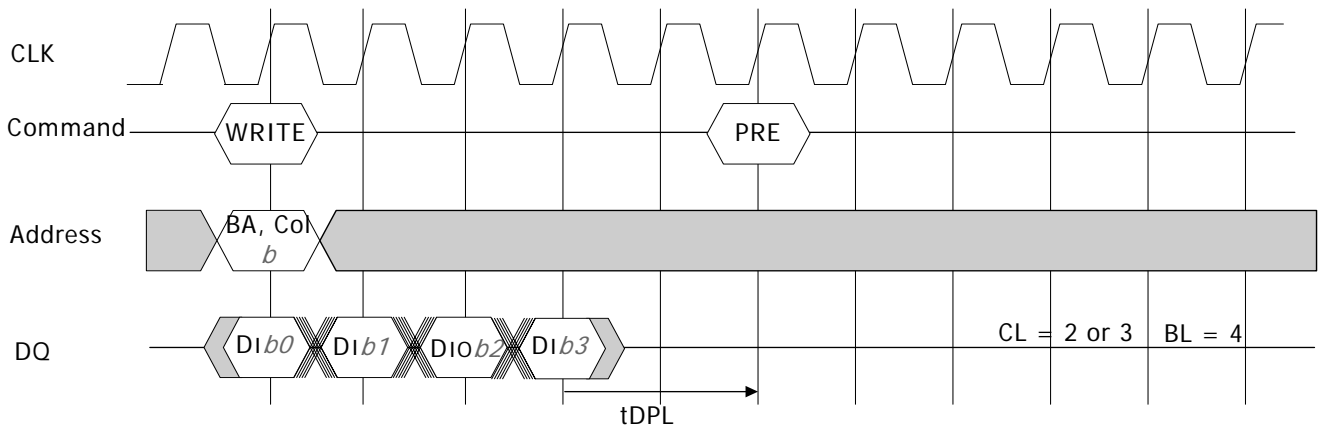 CLK
Command
WRITE
PRE
Address
BA, Col
b
DQ
DIb0
DIb1
DIOb2
DIb3
CL = 2 or 3 BL = 4
tDPL